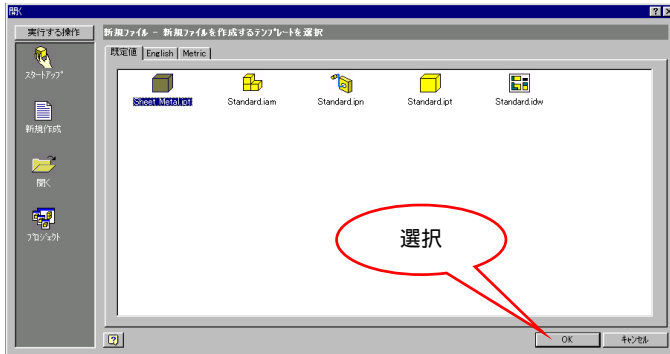 開く
実行する操作
新規ファイル - 新規ファイルを作成するテンプレートを選択
既定値 English Metric
スタートアップ
新規作成
開く
プロジェクト
Sheet Metal.ipt Standard.iam Standard.ipn Standard.ipt Standard.idw
選択
OK キャンセル